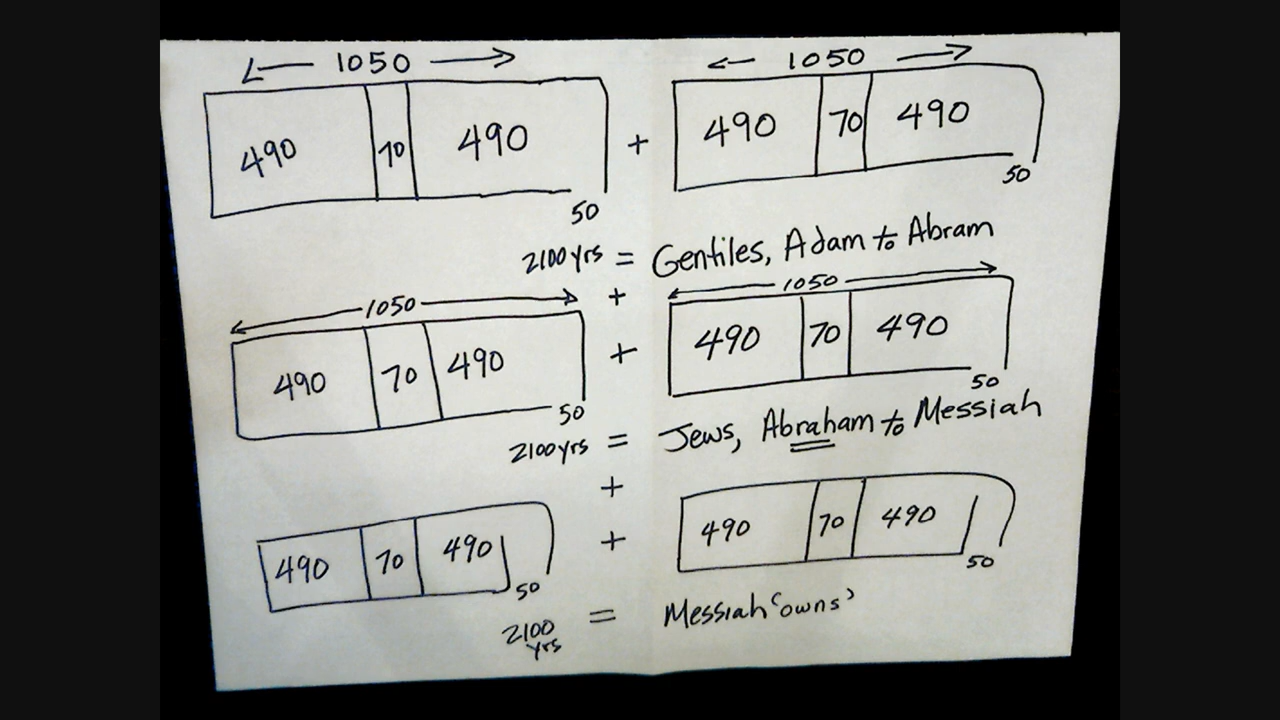 1050 1050
490 70 490 + 490 70 490
50 50
2100 yrs = Gentiles, Adam to Abram
+
1050 1050
490 70 490 + 490 70 490
50 50
2100 yrs = Jews, Abraham to Messiah
+
490 70 490 + 490 70 490
50 50
2100 yrs = Messiah 'owns'